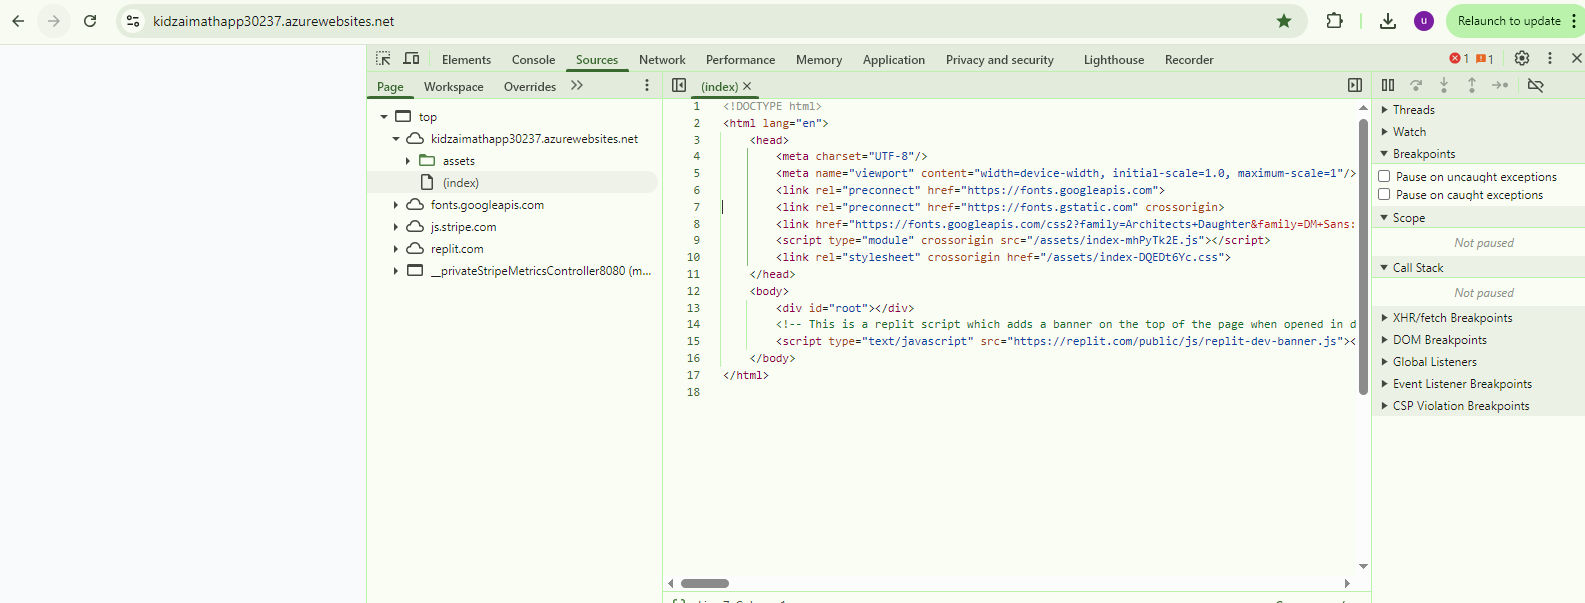 kidzaimathapp30237.azurewebsites.net
u
Relaunch to update
Elements Console Sources Network Performance Memory Application Privacy and security Lighthouse Recorder
1 1
Page Workspace Overrides
(index)
top
kidzaimathapp30237.azurewebsites.net
assets
(index)
fonts.googleapis.com
js.stripe.com
replit.com
__privateStripeMetricsController8080 (m...
1 <!DOCTYPE html>
2 <html lang="en">
3 <head>
4 <meta charset="UTF-8"/>
5 <meta name="viewport" content="width=device-width, initial-scale=1.0, maximum-scale=1"/>
6 <link rel="preconnect" href="https://fonts.googleapis.com">
7 <link rel="preconnect" href="https://fonts.gstatic.com" crossorigin>
8 <link href="https://fonts.googleapis.com/css2?family=Architects+Daughter&family=DM+Sans:
9 <script type="module" crossorigin src="/assets/index-mhPyTk2E.js"></script>
10 <link rel="stylesheet" crossorigin href="/assets/index-DQEDt6Yc.css">
11 </head>
12 <body>
13 <div id="root"></div>
14 <!-- This is a replit script which adds a banner on the top of the page when opened in d
15 <script type="text/javascript" src="https://replit.com/public/js/replit-dev-banner.js"><
16 </body>
17 </html>
18
Threads
Watch
Breakpoints
Pause on uncaught exceptions
Pause on caught exceptions
Scope
Not paused
Call Stack
Not paused
XHR/fetch Breakpoints
DOM Breakpoints
Global Listeners
Event Listener Breakpoints
CSP Violation Breakpoints